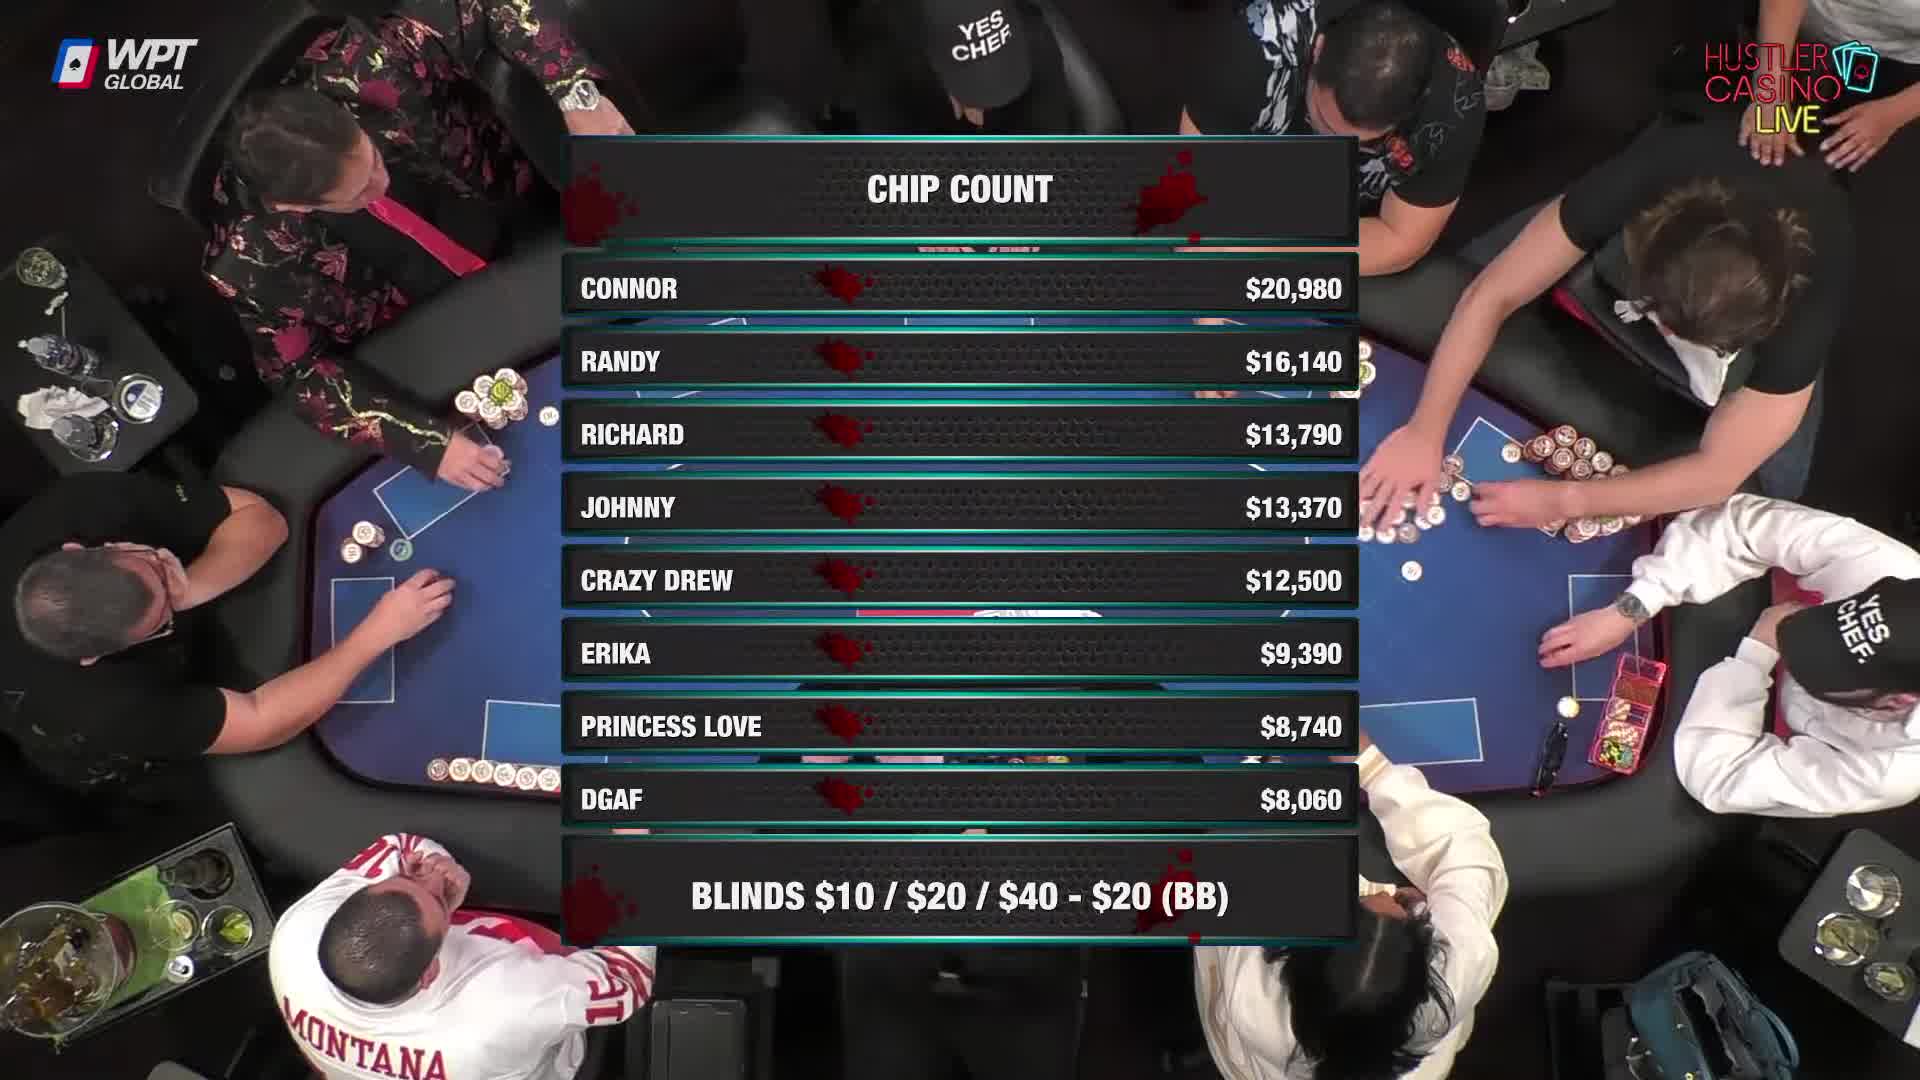 WPT
GLOBAL
YES
CHEF.
HUSTLER
CASINO
LIVE
CHIP COUNT
CONNOR $20,980
RANDY $16,140
RICHARD $13,790
JOHNNY $13,370
CRAZY DREW $12,500
ERIKA $9,390
PRINCESS LOVE $8,740
DGAF $8,060
BLINDS $10 / $20 / $40 - $20 (BB)
YES
CHEF.
MONTANA
16